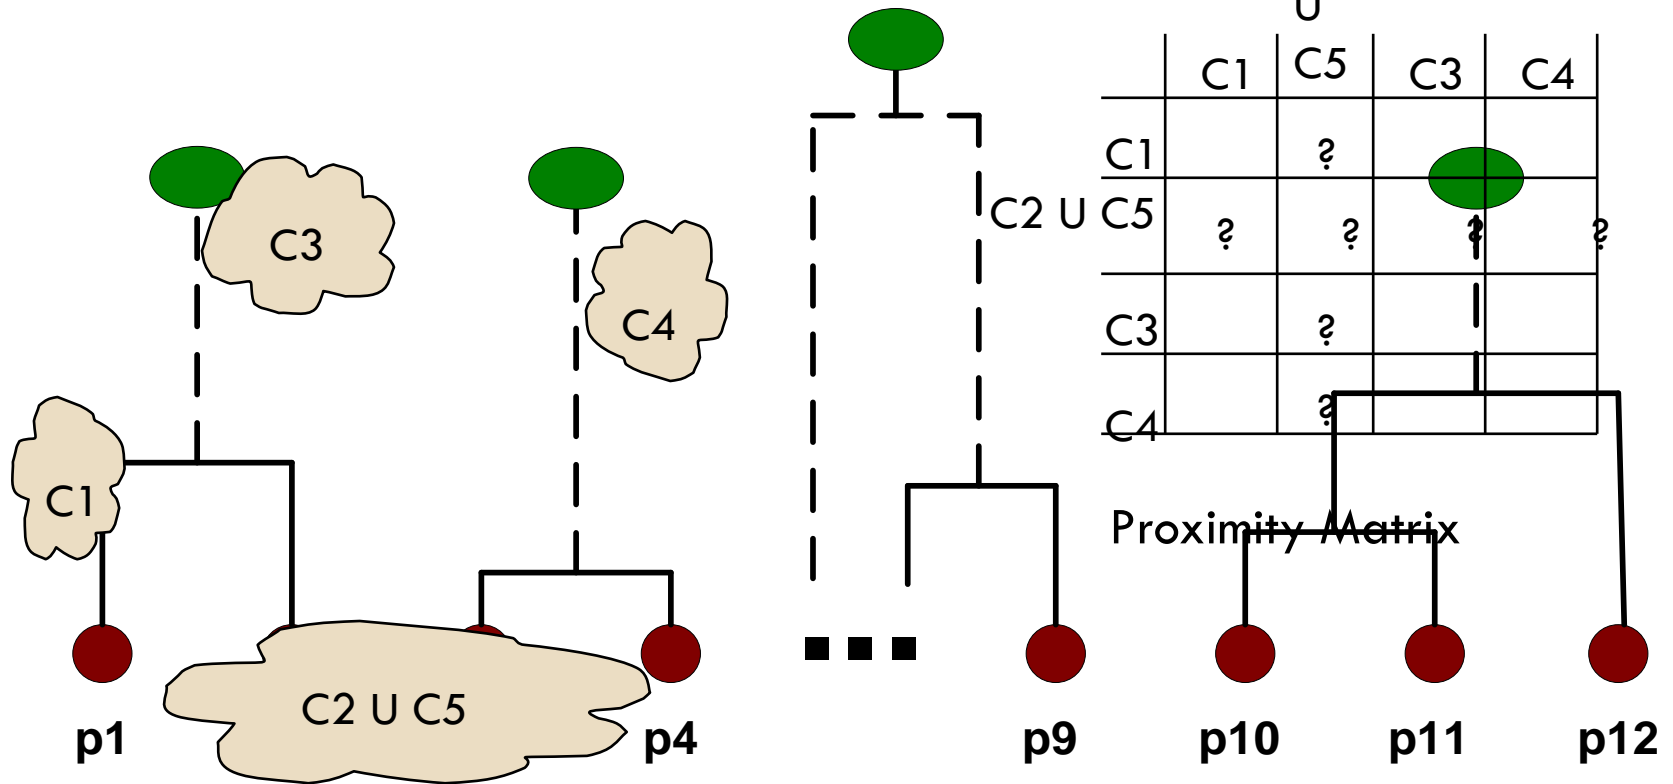 U
C1 C5 C3 C4
C1 ?
C2 U C5 ? ? ? ?
C3 ?
C4 ?
Proximity Matrix
C3
C4
C1
C2 U C5
p1 p4 p9 p10 p11 p12